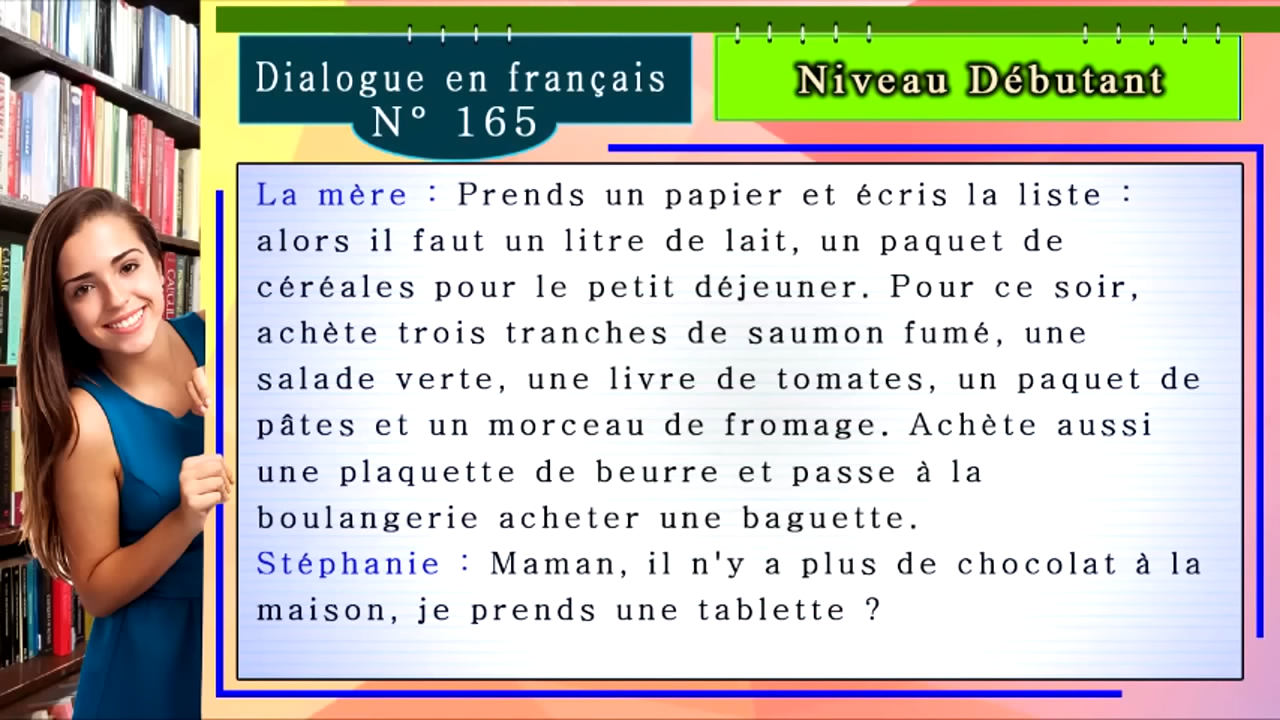 Dialogue en français
N° 165
Niveau Débutant
La mère : Prends un papier et écris la liste :
alors il faut un litre de lait, un paquet de
céréales pour le petit déjeuner. Pour ce soir,
achète trois tranches de saumon fumé, une
salade verte, une livre de tomates, un paquet de
pâtes et un morceau de fromage. Achète aussi
une plaquette de beurre et passe à la
boulangerie acheter une baguette.
Stéphanie : Maman, il n'y a plus de chocolat à la
maison, je prends une tablette ?